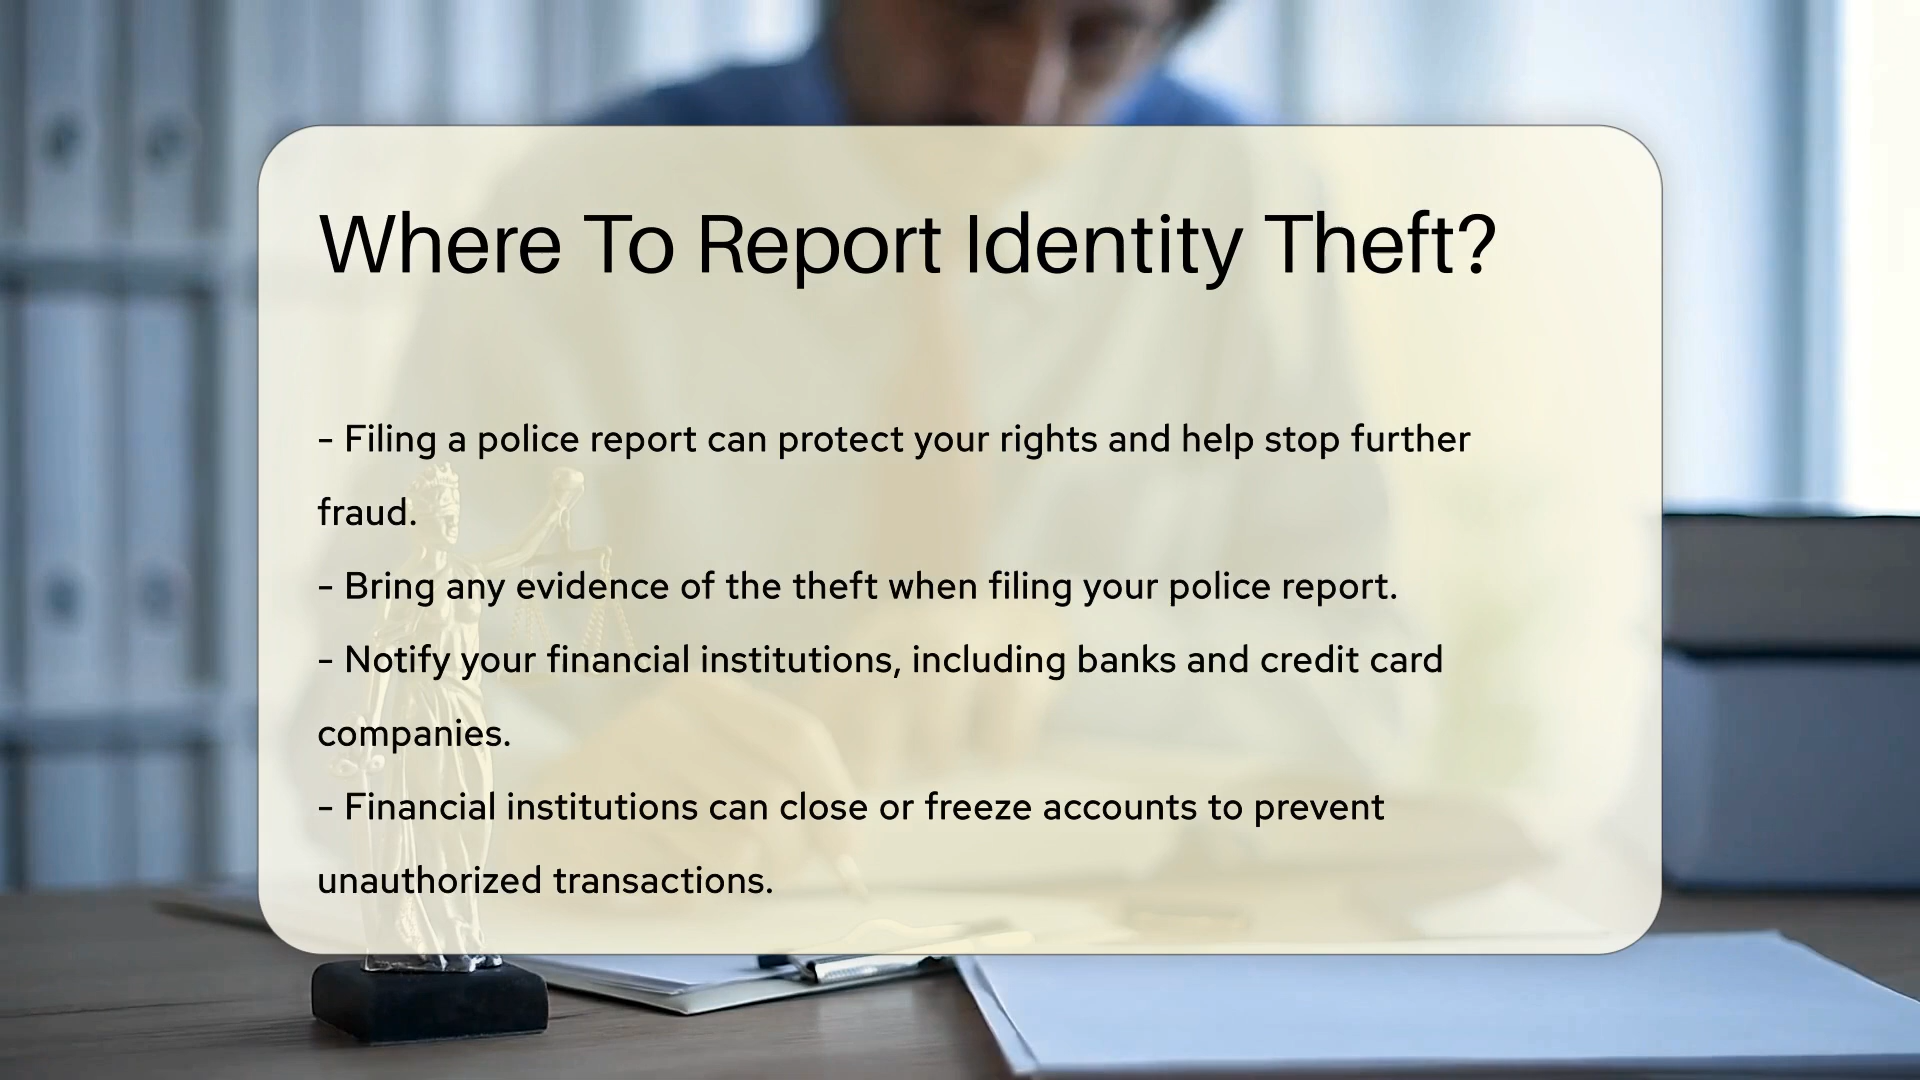 Where To Report Identity Theft?
- Filing a police report can protect your rights and help stop further
fraud.
- Bring any evidence of the theft when filing your police report.
- Notify your financial institutions, including banks and credit card
companies.
- Financial institutions can close or freeze accounts to prevent
unauthorized transactions.